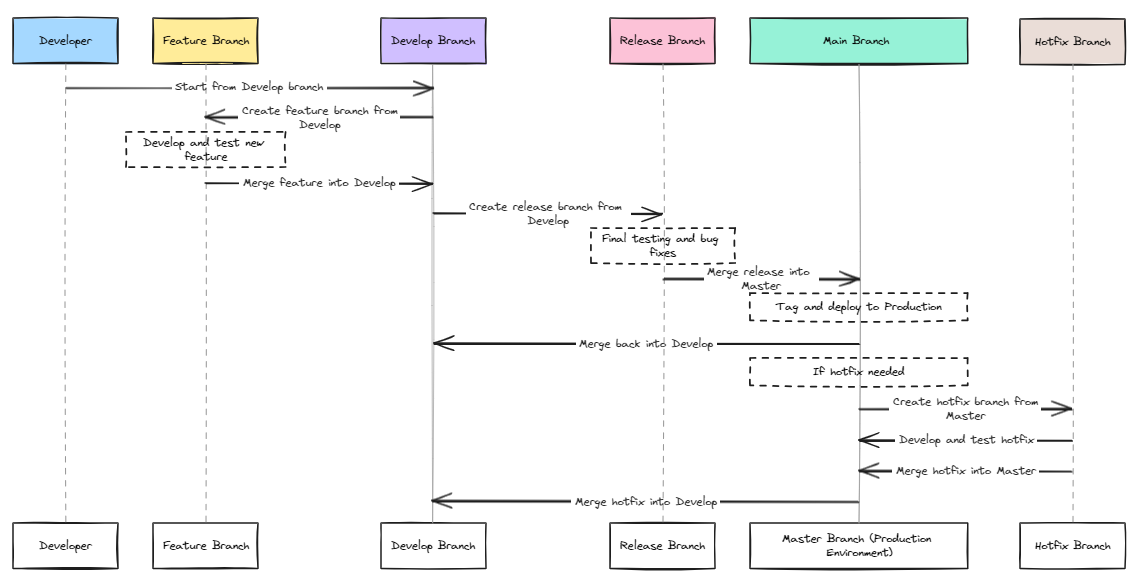 Developer
Feature Branch
Develop Branch
Release Branch
Main Branch
Hotfix Branch
Start from Develop branch
Create feature branch from
Develop
Develop and test new
feature
Merge feature into Develop
Create release branch from
Develop
Final testing and bug
fixes
Merge release into
Master
Tag and deploy to Production
Merge back into Develop
If hotfix needed
Create hotfix branch from
Master
Develop and test hotfix
Merge hotfix into Master
Merge hotfix into Develop
Developer
Feature Branch
Develop Branch
Release Branch
Master Branch (Production
Environment)
Hotfix Branch